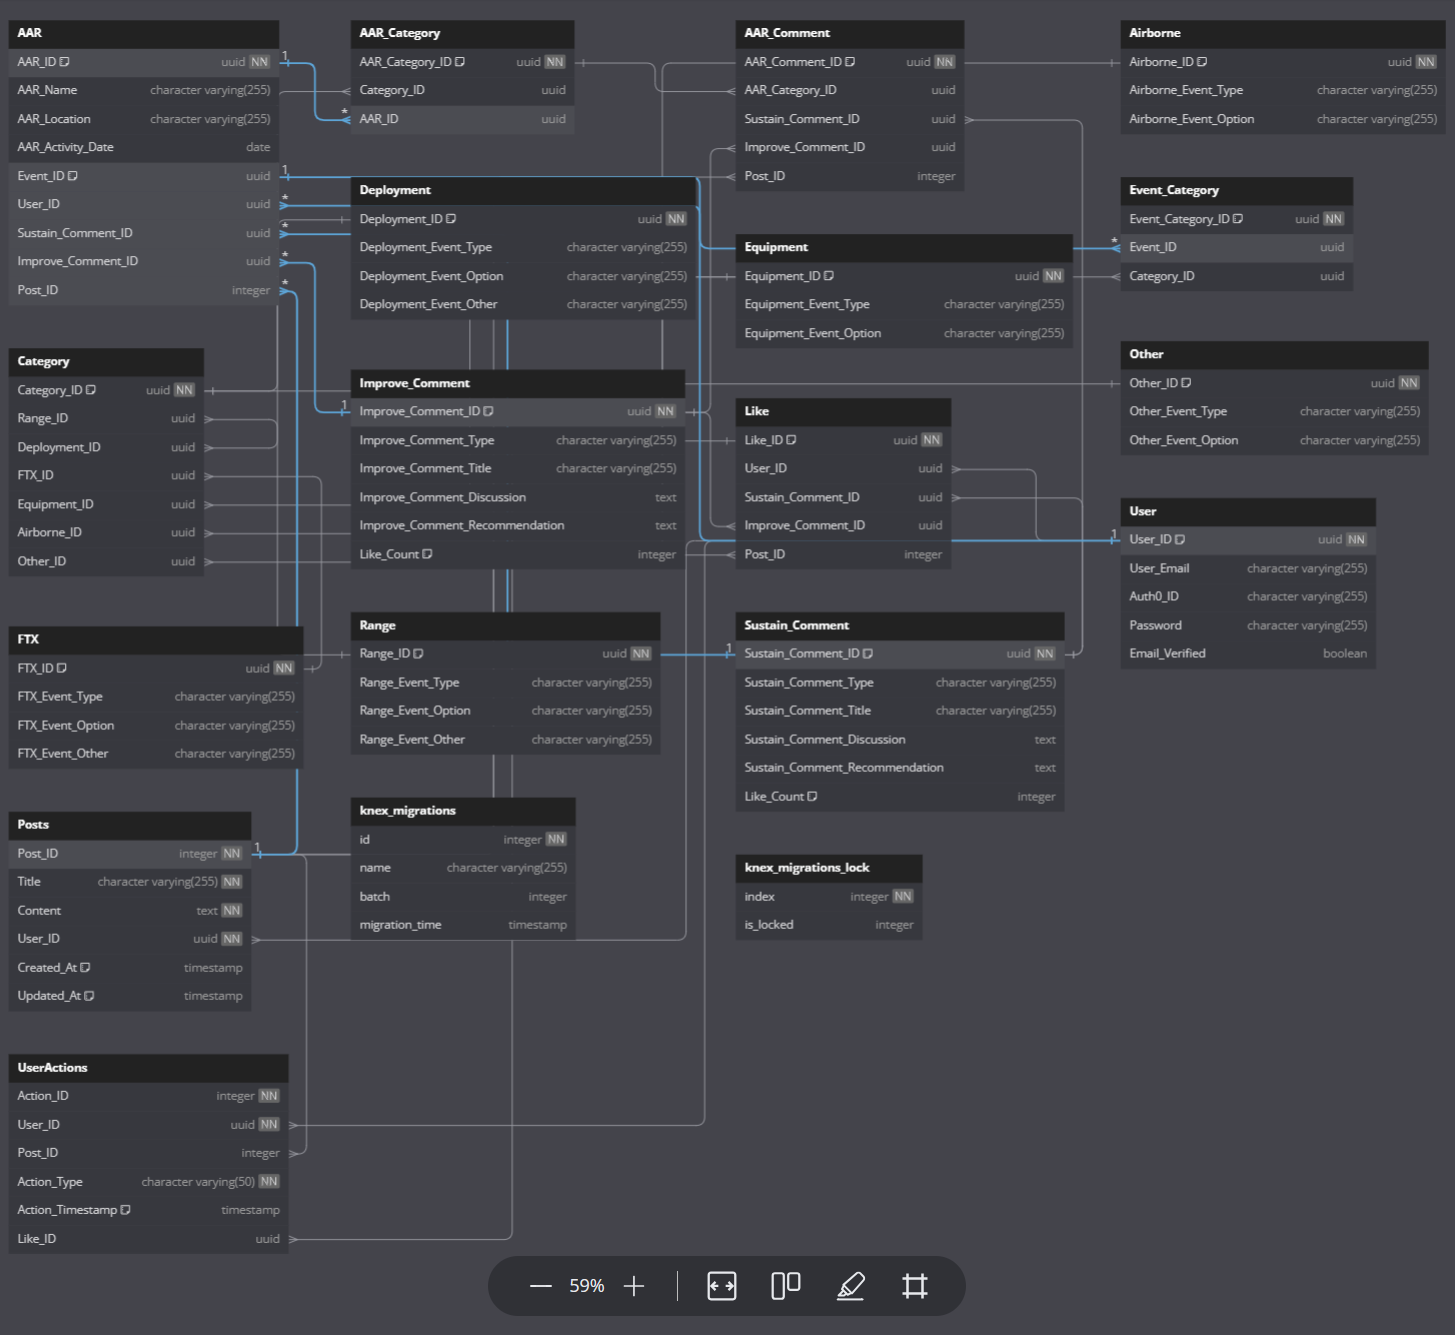 AAR
AAR_ID uuid NN
AAR_Name character varying(255)
AAR_Location character varying(255)
AAR_Activity_Date date
Event_ID uuid
User_ID uuid
Sustain_Comment_ID uuid
Improve_Comment_ID uuid
Post_ID integer
1
1
*
*
*
*
AAR_Category
AAR_Category_ID uuid NN
Category_ID uuid
AAR_ID uuid
*
AAR_Comment
AAR_Comment_ID uuid NN
AAR_Category_ID uuid
Sustain_Comment_ID uuid
Improve_Comment_ID uuid
Post_ID integer
Airborne
Airborne_ID uuid NN
Airborne_Event_Type character varying(255)
Airborne_Event_Option character varying(255)
Deployment
Deployment_ID uuid NN
Deployment_Event_Type character varying(255)
Deployment_Event_Option character varying(255)
Deployment_Event_Other character varying(255)
Equipment
Equipment_ID uuid NN
Equipment_Event_Type character varying(255)
Equipment_Event_Option character varying(255)
Event_Category
Event_Category_ID uuid NN
Event_ID uuid
Category_ID uuid
*
Category
Category_ID uuid NN
Range_ID uuid
Deployment_ID uuid
FTX_ID uuid
Equipment_ID uuid
Airborne_ID uuid
Other_ID uuid
Improve_Comment
Improve_Comment_ID uuid NN
Improve_Comment_Type character varying(255)
Improve_Comment_Title character varying(255)
Improve_Comment_Discussion text
Improve_Comment_Recommendation text
Like_Count integer
1
Like
Like_ID uuid NN
User_ID uuid
Sustain_Comment_ID uuid
Improve_Comment_ID uuid
Post_ID integer
Other
Other_ID uuid NN
Other_Event_Type character varying(255)
Other_Event_Option character varying(255)
User
User_ID uuid NN
User_Email character varying(255)
Auth0_ID character varying(255)
Password character varying(255)
Email_Verified boolean
1
FTX
FTX_ID uuid NN
FTX_Event_Type character varying(255)
FTX_Event_Option character varying(255)
FTX_Event_Other character varying(255)
Range
Range_ID uuid NN
Range_Event_Type character varying(255)
Range_Event_Option character varying(255)
Range_Event_Other character varying(255)
Sustain_Comment
Sustain_Comment_ID uuid NN
Sustain_Comment_Type character varying(255)
Sustain_Comment_Title character varying(255)
Sustain_Comment_Discussion text
Sustain_Comment_Recommendation text
Like_Count integer
1
Posts
Post_ID integer NN
Title character varying(255) NN
Content text NN
User_ID uuid NN
Created_At timestamp
Updated_At timestamp
1
knex_migrations
id integer NN
name character varying(255)
batch integer
migration_time timestamp
knex_migrations_lock
index integer NN
is_locked integer
UserActions
Action_ID integer NN
User_ID uuid NN
Post_ID integer
Action_Type character varying(50) NN
Action_Timestamp timestamp
Like_ID uuid
59%